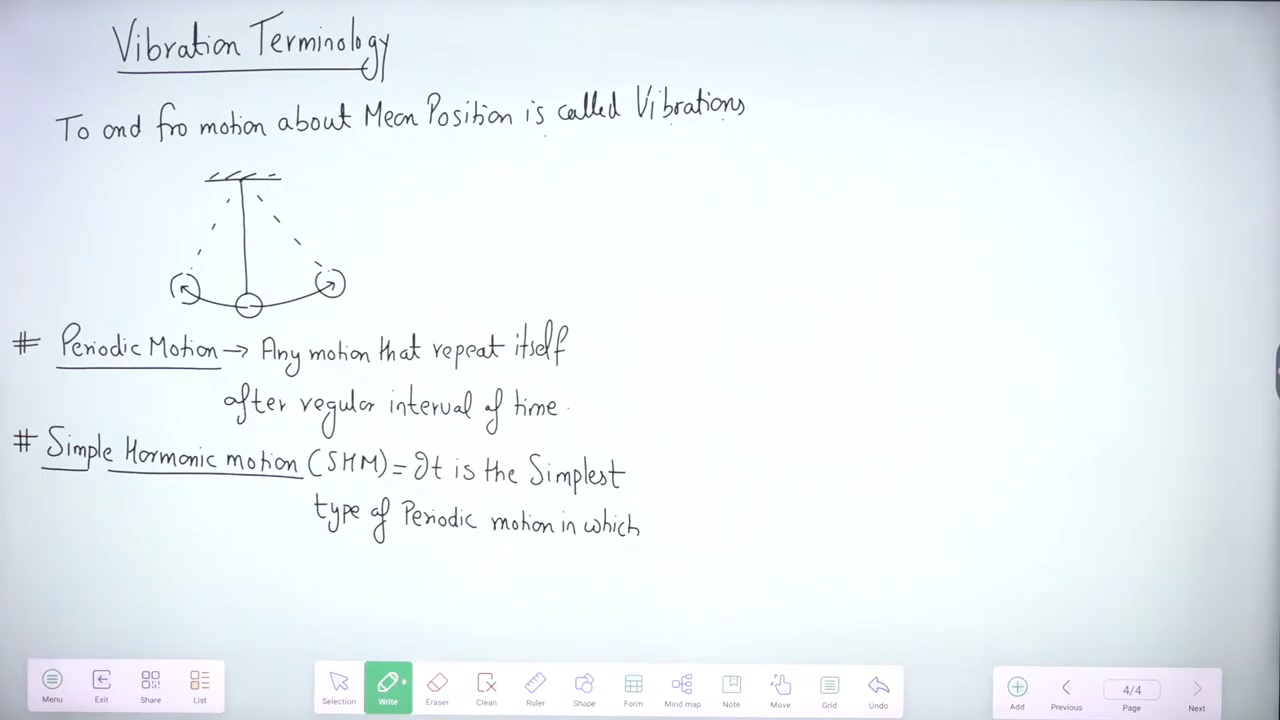 Vibration Terminology
To and fro motion about Mean Position is called Vibrations
# Periodic Motion → Any motion that repeat itself
after regular interval of time.
# Simple Harmonic motion (SHM) = It is the Simplest
type of Periodic motion in which
Menu Exit Share List Selection Write Eraser Clean Ruler Shape Form Mind map Note Move Grid Undo Add Previous 4/4 Page Next